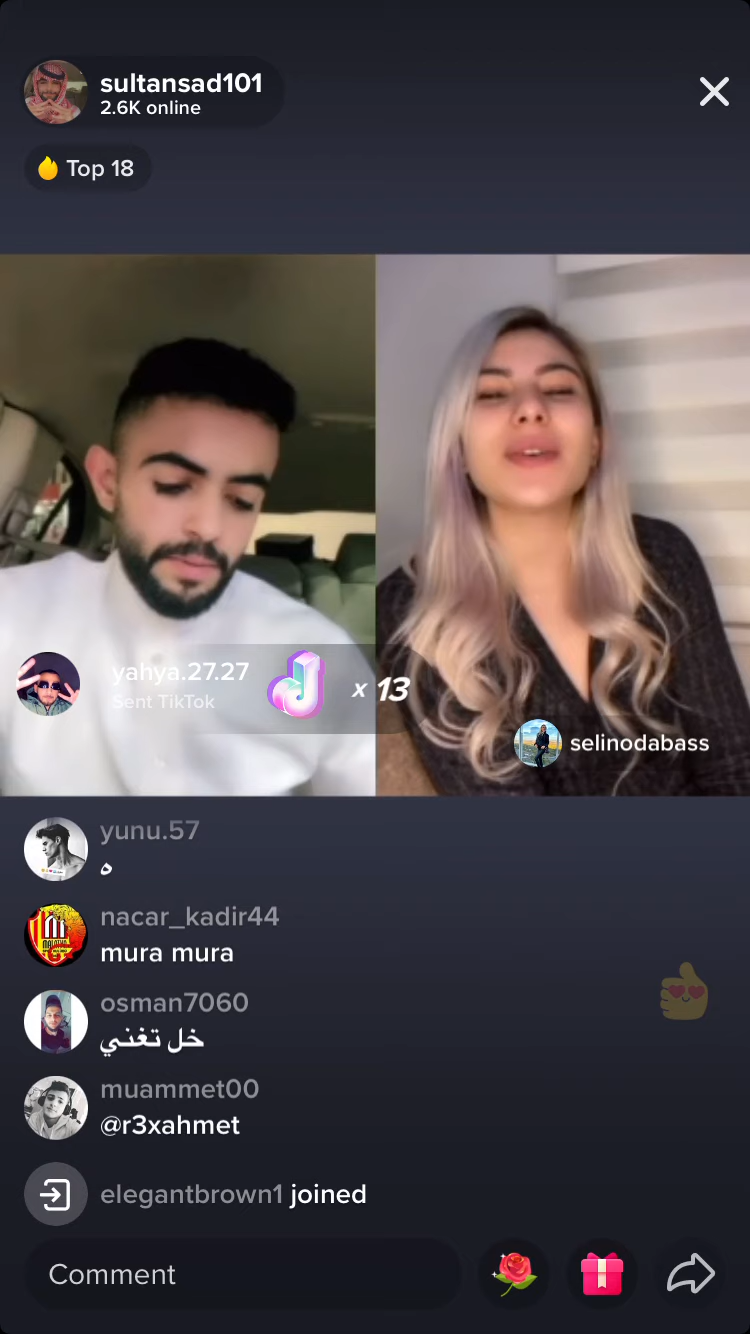 sultansad101
2.6K online
Top 18
yahya.27.27
Sent TikTok
x 13
selinodabass
yunu.57
ه
nacar_kadir44
mura mura
osman7060
خل تغني
muammet00
@r3xahmet
elegantbrown1 joined
Comment